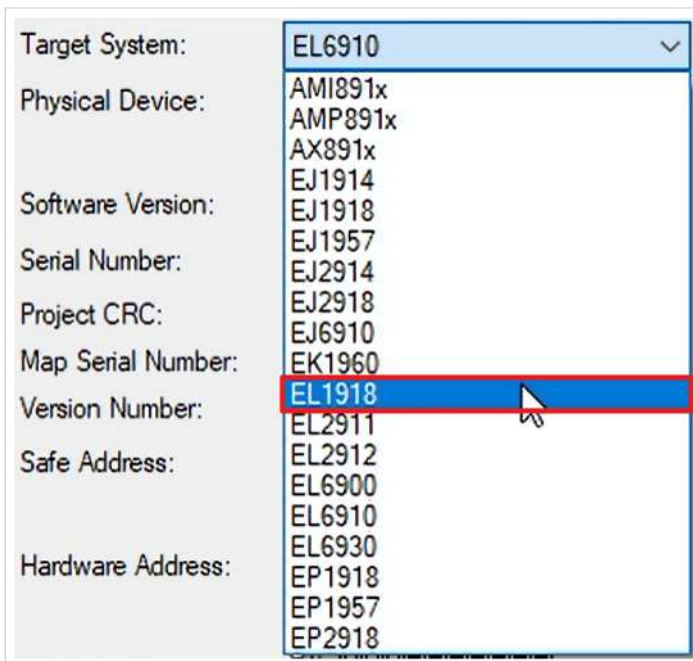 Target System:
EL6910
Physical Device:
AMI891x
AMP891x
AX891x
EJ1914
Software Version:
EJ1918
EJ1957
Serial Number:
EJ2914
EJ2918
Project CRC:
EJ6910
Map Serial Number:
EK1960
EL1918
Version Number:
EL2911
Safe Address:
EL2912
EL6900
EL6910
EL6930
Hardware Address:
EP1918
EP1957
EP2918